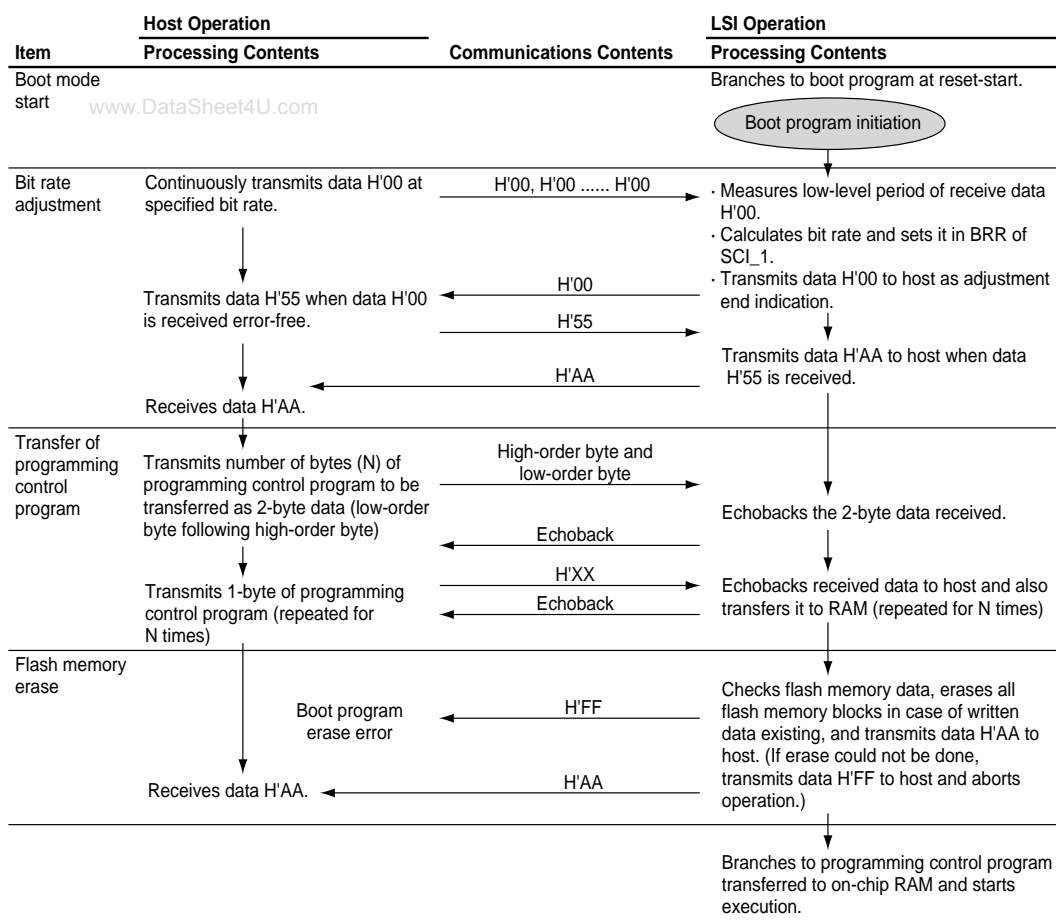 Host Operation
LSI Operation
Item
Processing Contents
Communications Contents
Processing Contents
Boot mode
start
www.DataSheet4U.com
Branches to boot program at reset-start.
Boot program initiation
Bit rate
adjustment
Continuously transmits data H'00 at
specified bit rate.
H'00, H'00 ...... H'00
· Measures low-level period of receive data
H'00.
· Calculates bit rate and sets it in BRR of
SCI_1.
· Transmits data H'00 to host as adjustment
end indication.
H'00
Transmits data H'55 when data H'00
is received error-free.
H'55
Transmits data H'AA to host when data
H'55 is received.
H'AA
Receives data H'AA.
Transfer of
programming
control
program
Transmits number of bytes (N) of
programming control program to be
transferred as 2-byte data (low-order
byte following high-order byte)
High-order byte and
low-order byte
Echobacks the 2-byte data received.
Echoback
H'XX
Transmits 1-byte of programming
control program (repeated for
N times)
Echoback
Echobacks received data to host and also
transfers it to RAM (repeated for N times)
Flash memory
erase
Boot program
erase error
H'FF
Checks flash memory data, erases all
flash memory blocks in case of written
data existing, and transmits data H'AA to
host. (If erase could not be done,
transmits data H'FF to host and aborts
operation.)
H'AA
Receives data H'AA.
Branches to programming control program
transferred to on-chip RAM and starts
execution.